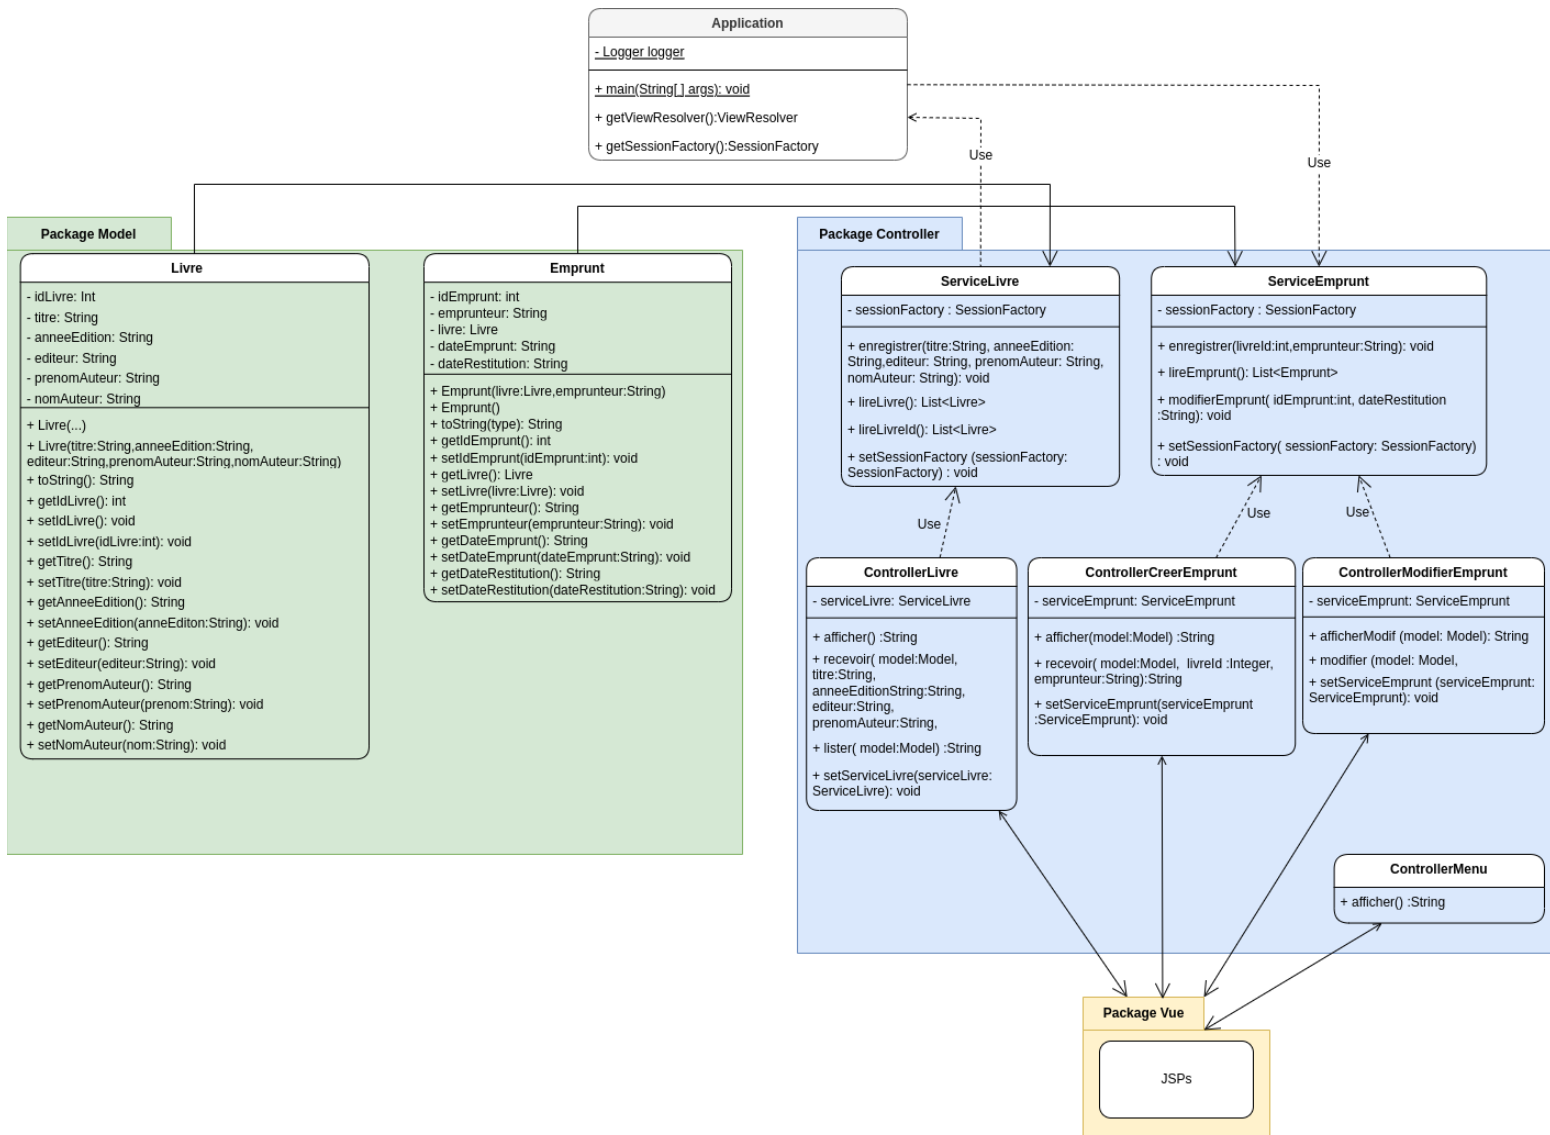 Application
- Logger logger
+ main(String[ ] args): void
+ getViewResolver():ViewResolver
+ getSessionFactory():SessionFactory
Use
Use
Package Model
Livre
- idLivre: Int
- titre: String
- anneeEdition: String
- editeur: String
- prenomAuteur: String
- nomAuteur: String
+ Livre(...)
+ Livre(titre:String,anneeEdition:String,
editeur:String,prenomAuteur:String,nomAuteur:String)
+ toString(): String
+ getIdLivre(): int
+ setIdLivre(): void
+ setIdLivre(idLivre:int): void
+ getTitre(): String
+ setTitre(titre:String): void
+ getAnneeEdition(): String
+ setAnneeEdition(anneeEditon:String): void
+ getEditeur(): String
+ setEditeur(editeur:String): void
+ getPrenomAuteur(): String
+ setPrenomAuteur(prenom:String): void
+ getNomAuteur(): String
+ setNomAuteur(nom:String): void
Emprunt
- idEmprunt: int
- emprunteur: String
- livre: Livre
- dateEmprunt: String
- dateRestitution: String
+ Emprunt(livre:Livre,emprunteur:String)
+ Emprunt()
+ toString(type): String
+ getIdEmprunt(): int
+ setIdEmprunt(idEmprunt:int): void
+ getLivre(): Livre
+ setLivre(livre:Livre): void
+ getEmprunteur(): String
+ setEmprunteur(emprunteur:String): void
+ getDateEmprunt(): String
+ setDateEmprunt(dateEmprunt:String): void
+ getDateRestitution(): String
+ setDateRestitution(dateRestitution:String): void
Package Controller
ServiceLivre
- sessionFactory : SessionFactory
+ enregistrer(titre:String, anneeEdition:
String,editeur: String, prenomAuteur: String,
nomAuteur: String): void
+ lireLivre(): List<Livre>
+ lireLivreId(): List<Livre>
+ setSessionFactory (sessionFactory:
SessionFactory) : void
ServiceEmprunt
- sessionFactory : SessionFactory
+ enregistrer(livreId:int,emprunteur:String): void
+ lireEmprunt(): List<Emprunt>
+ modifierEmprunt( idEmprunt:int, dateRestitution
:String): void
+ setSessionFactory( sessionFactory: SessionFactory)
: void
Use
Use
Use
ControllerLivre
- serviceLivre: ServiceLivre
+ afficher() :String
+ recevoir( model:Model,
titre:String,
anneeEditionString:String,
editeur:String,
prenomAuteur:String,
+ lister( model:Model) :String
+ setServiceLivre(serviceLivre:
ServiceLivre): void
ControllerCreerEmprunt
- serviceEmprunt: ServiceEmprunt
+ afficher(model:Model) :String
+ recevoir( model:Model,  livreId :Integer,
emprunteur:String):String
+ setServiceEmprunt(serviceEmprunt
:ServiceEmprunt): void
ControllerModifierEmprunt
- serviceEmprunt: ServiceEmprunt
+ afficherModif (model: Model): String
+ modifier (model: Model,
+ setServiceEmprunt (serviceEmprunt:
ServiceEmprunt): void
ControllerMenu
+ afficher() :String
Package Vue
JSPs